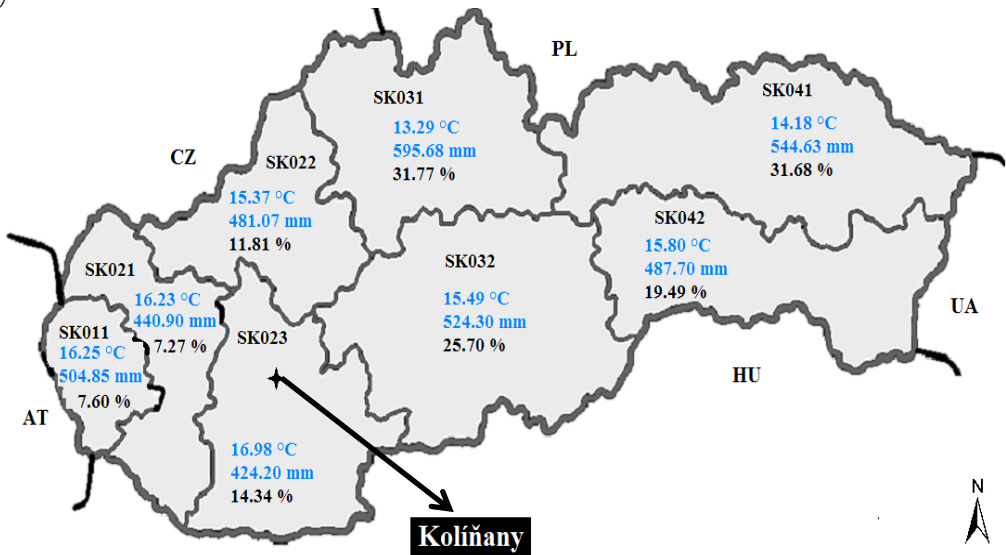 PL
SK031
13.29 °C
595.68 mm
31.77 %
SK041
14.18 °C
544.63 mm
31.68 %
CZ
SK022
15.37 °C
481.07 mm
11.81 %
SK042
15.80 °C
487.70 mm
19.49 %
SK021
16.23 °C
440.90 mm
7.27 %
SK032
15.49 °C
524.30 mm
25.70 %
SK011
16.25 °C
504.85 mm
7.60 %
SK023
16.98 °C
424.20 mm
14.34 %
UA
HU
AT
N
Kolíňany